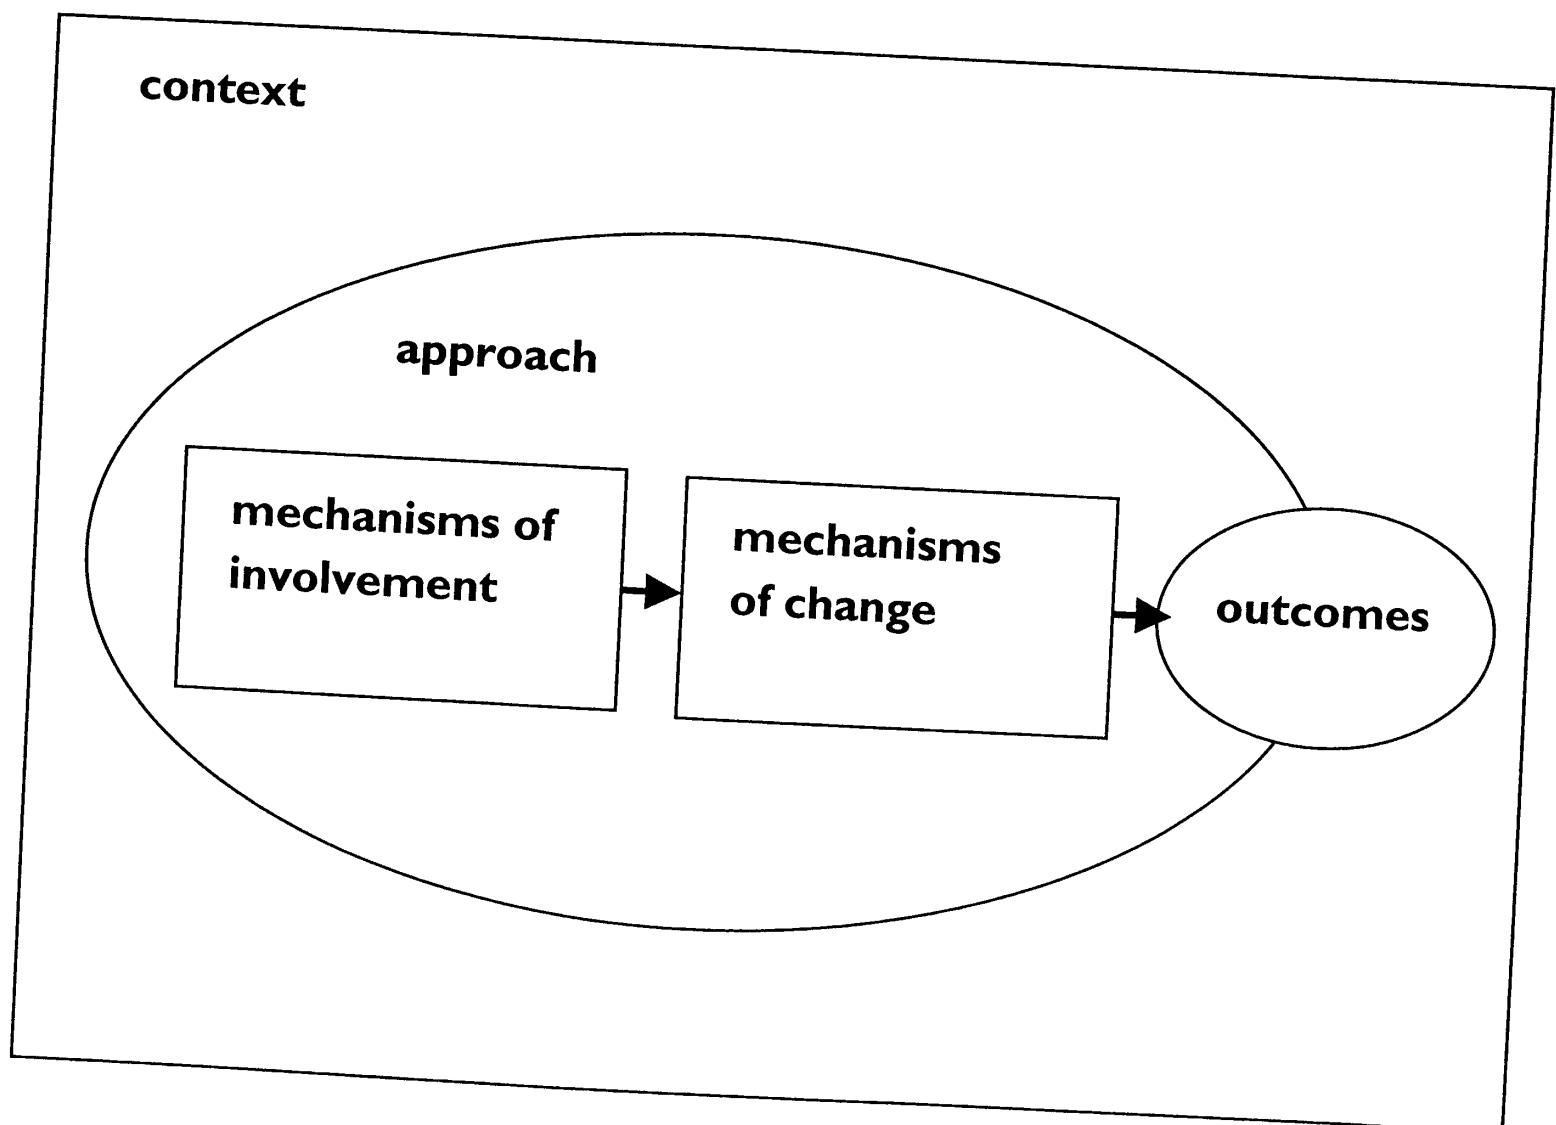 context
approach
mechanisms of
involvement
mechanisms
of change
outcomes